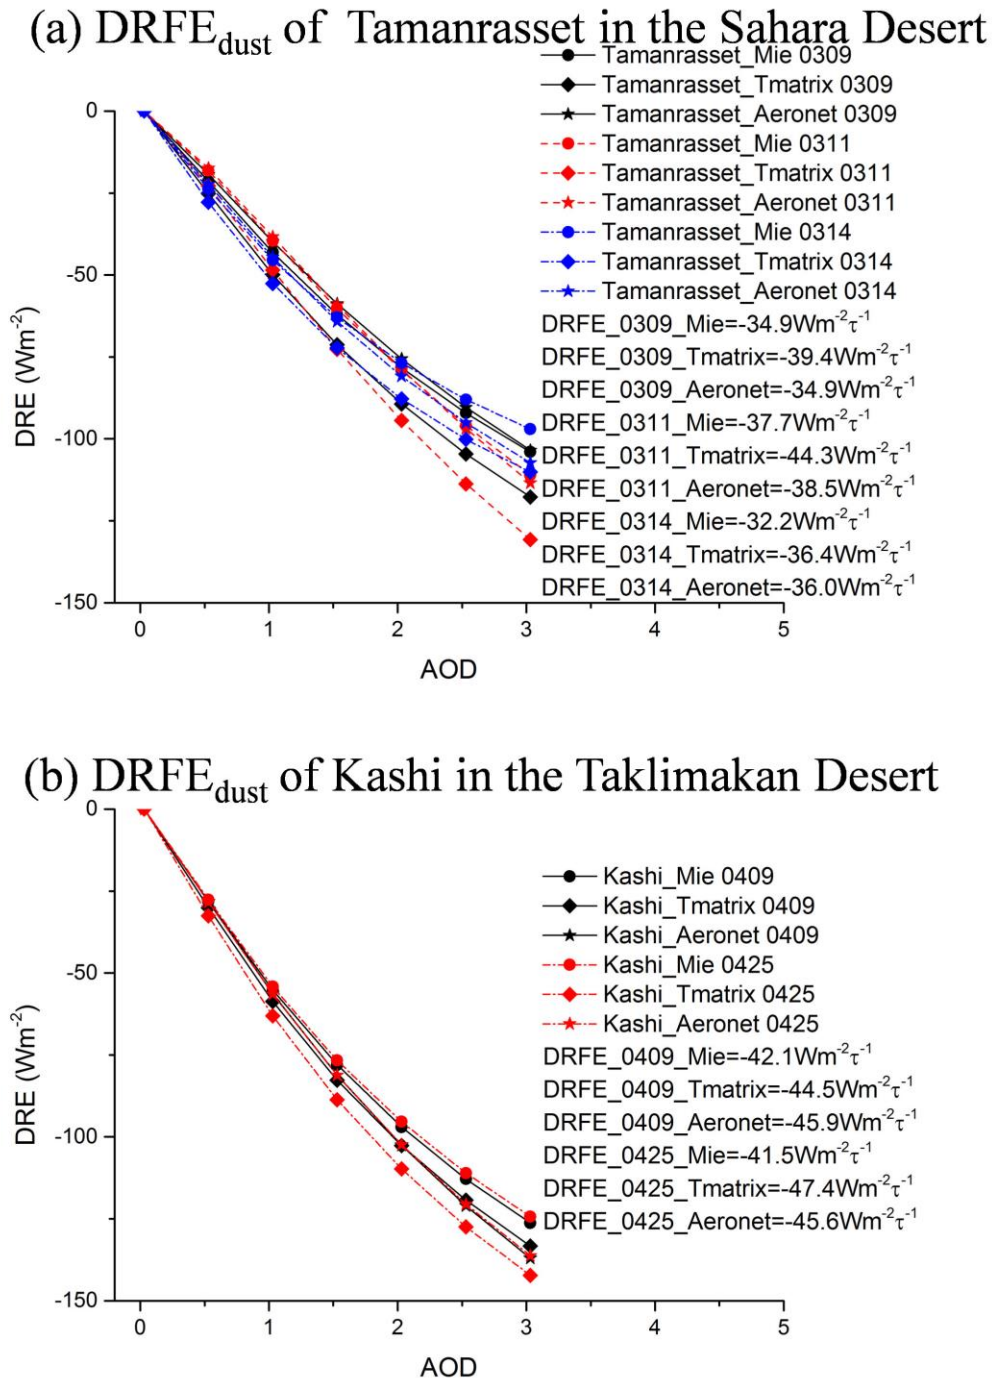 (a) DRFEdust of Tamanrasset in the Sahara Desert
Tamanrasset_Mie 0309
Tamanrasset_Tmatrix 0309
Tamanrasset_Aeronet 0309
Tamanrasset_Mie 0311
Tamanrasset_Tmatrix 0311
Tamanrasset_Aeronet 0311
Tamanrasset_Mie 0314
Tamanrasset_Tmatrix 0314
Tamanrasset_Aeronet 0314
DRFE_0309_Mie=-34.9Wm⁻²τ⁻¹
DRFE_0309_Tmatrix=-39.4Wm⁻²τ⁻¹
DRFE_0309_Aeronet=-34.9Wm⁻²τ⁻¹
DRFE_0311_Mie=-37.7Wm⁻²τ⁻¹
DRFE_0311_Tmatrix=-44.3Wm⁻²τ⁻¹
DRFE_0311_Aeronet=-38.5Wm⁻²τ⁻¹
DRFE_0314_Mie=-32.2Wm⁻²τ⁻¹
DRFE_0314_Tmatrix=-36.4Wm⁻²τ⁻¹
DRFE_0314_Aeronet=-36.0Wm⁻²τ⁻¹
0
-50
-100
-150
DRE (Wm⁻²)
0 1 2 3 4 5
AOD
(b) DRFEdust of Kashi in the Taklimakan Desert
Kashi_Mie 0409
Kashi_Tmatrix 0409
Kashi_Aeronet 0409
Kashi_Mie 0425
Kashi_Tmatrix 0425
Kashi_Aeronet 0425
DRFE_0409_Mie=-42.1Wm⁻²τ⁻¹
DRFE_0409_Tmatrix=-44.5Wm⁻²τ⁻¹
DRFE_0409_Aeronet=-45.9Wm⁻²τ⁻¹
DRFE_0425_Mie=-41.5Wm⁻²τ⁻¹
DRFE_0425_Tmatrix=-47.4Wm⁻²τ⁻¹
DRFE_0425_Aeronet=-45.6Wm⁻²τ⁻¹
0
-50
-100
-150
DRE (Wm⁻²)
0 1 2 3 4 5
AOD